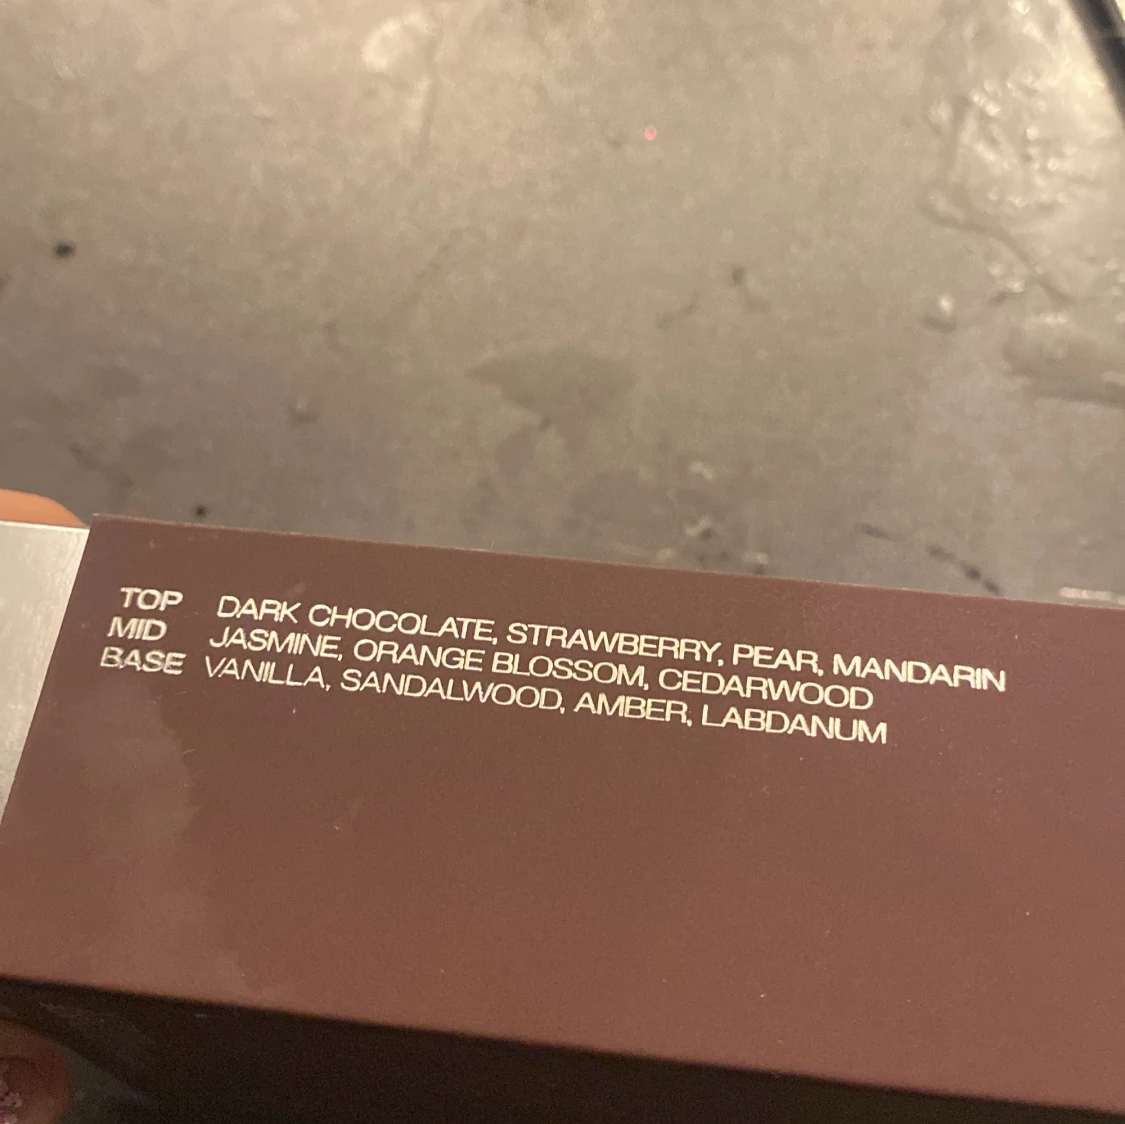 TOP DARK CHOCOLATE, STRAWBERRY, PEAR, MANDARIN
MID JASMINE, ORANGE BLOSSOM, CEDARWOOD
BASE VANILLA, SANDALWOOD, AMBER, LABDANUM